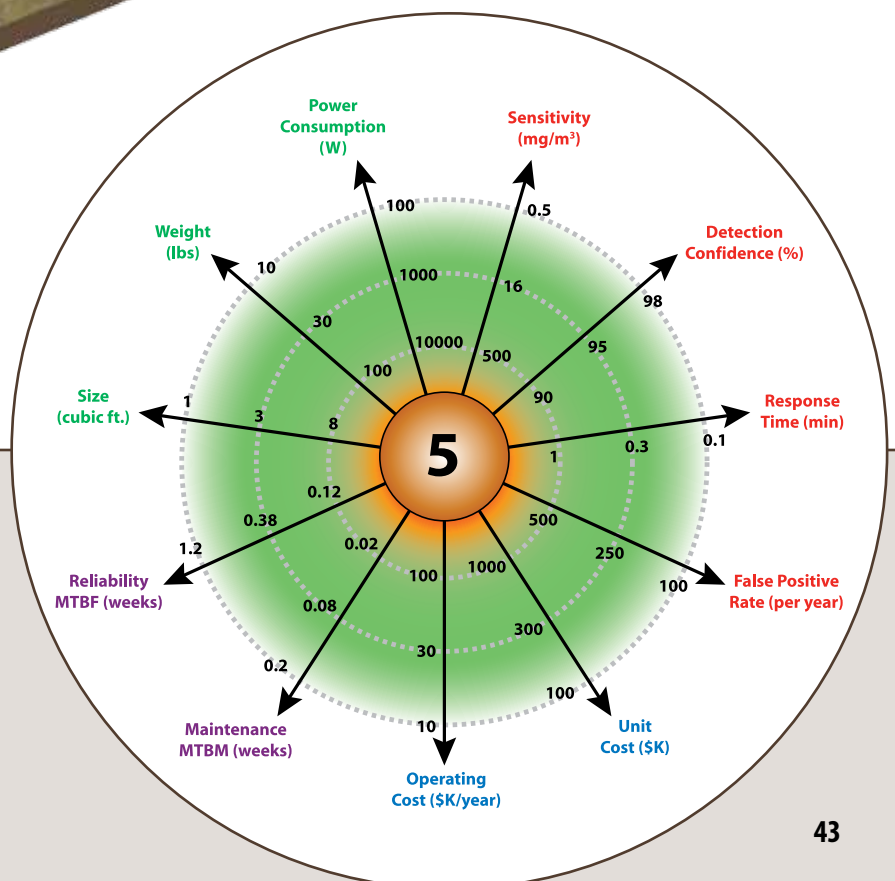 Power
Consumption
(W)
100
1000
10000
Sensitivity
(mg/m³)
0.5
16
500
Detection
Confidence (%)
98
95
90
Response
Time (min)
0.1
0.3
1
False Positive
Rate (per year)
100
250
500
Unit
Cost ($K)
100
300
1000
Operating
Cost ($K/year)
10
30
100
Maintenance
MTBM (weeks)
0.2
0.08
0.02
Reliability
MTBF (weeks)
1.2
0.38
0.12
Size
(cubic ft.)
1
3
8
Weight
(lbs)
10
30
100
5
43